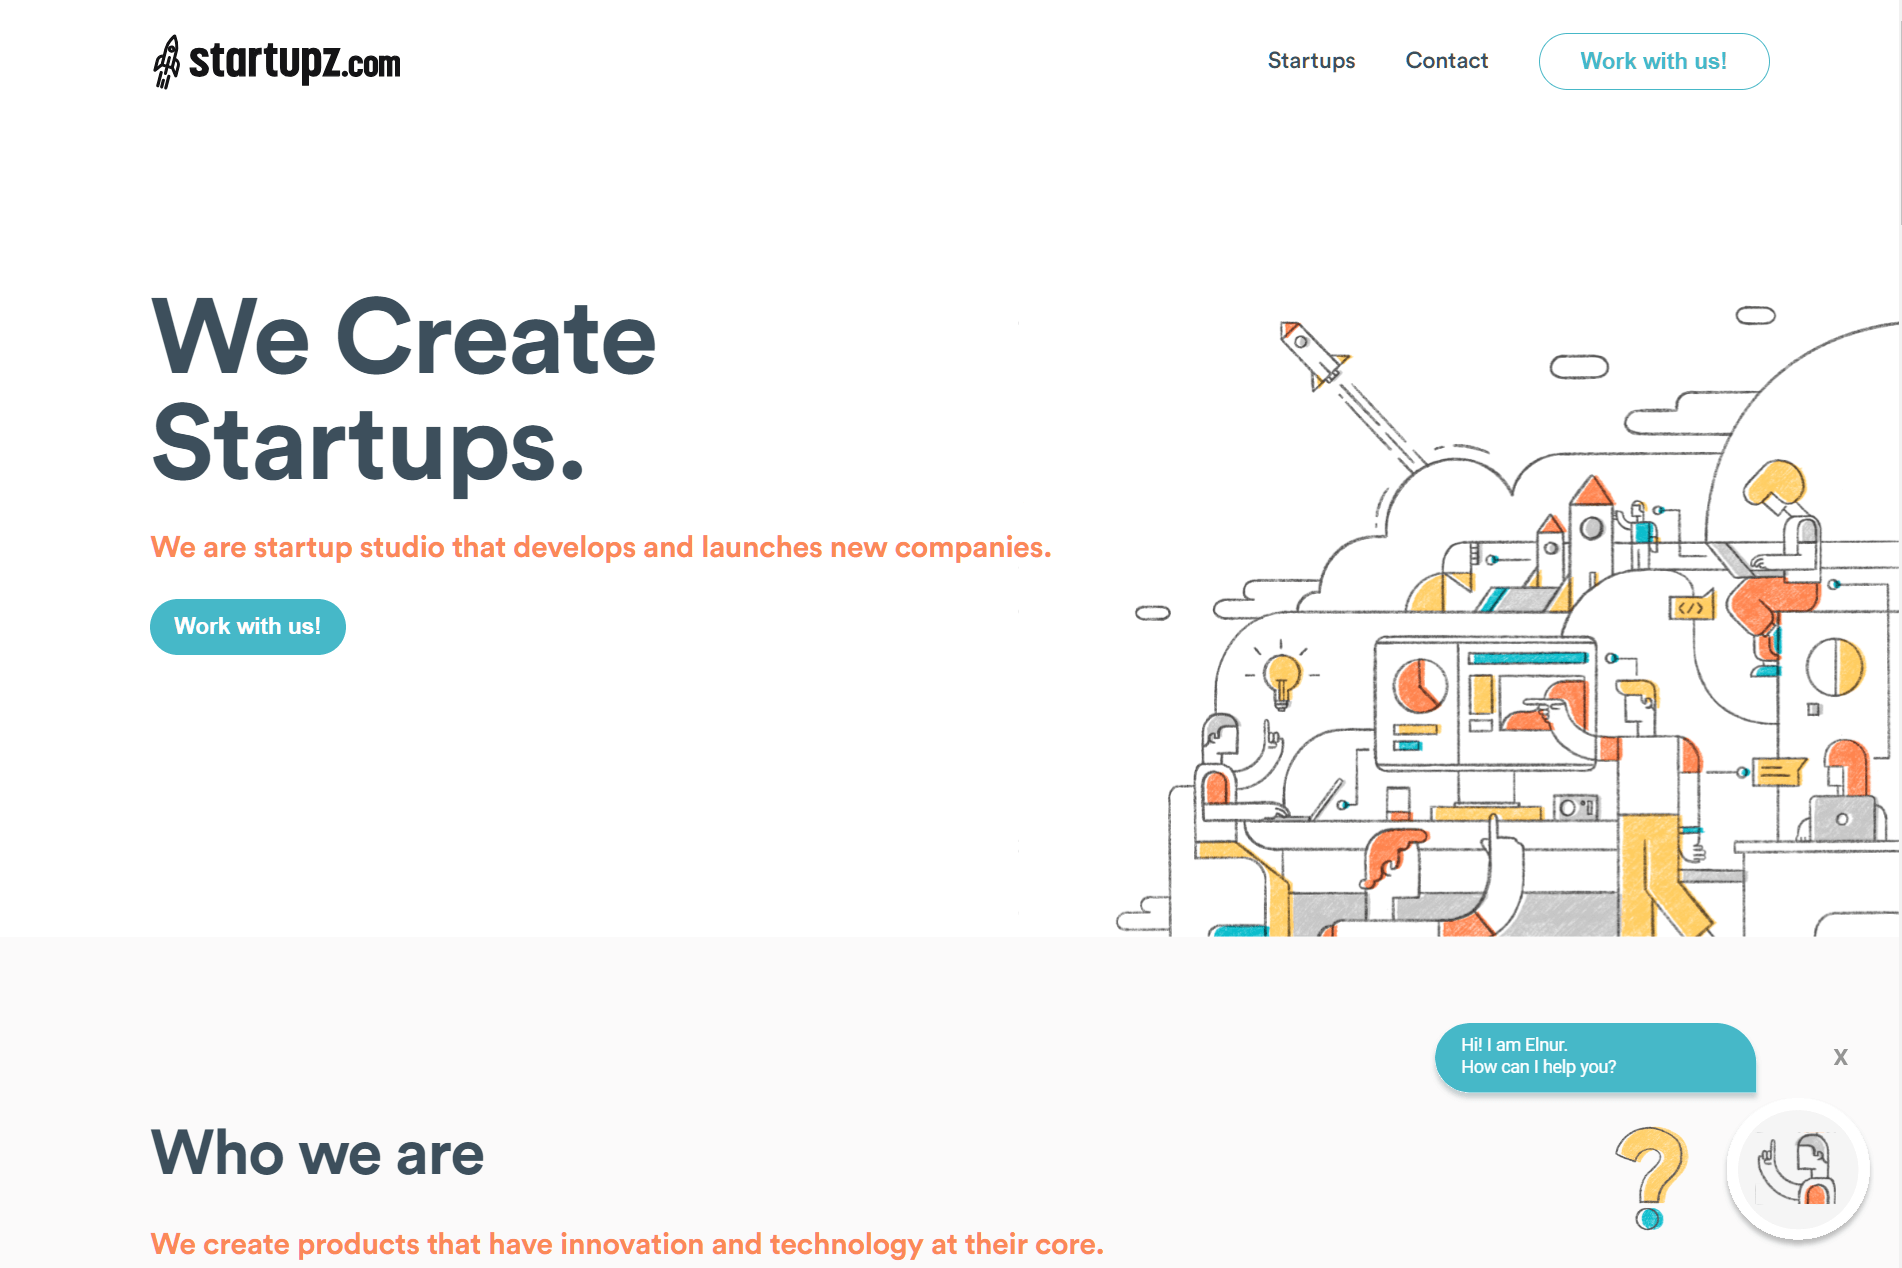 startupz.com
Startups
Contact
Work with us!
We Create
Startups.
We are startup studio that develops and launches new companies.
Work with us!
</>
Hi! I am Elnur.
How can I help you?
X
Who we are
?
We create products that have innovation and technology at their core.